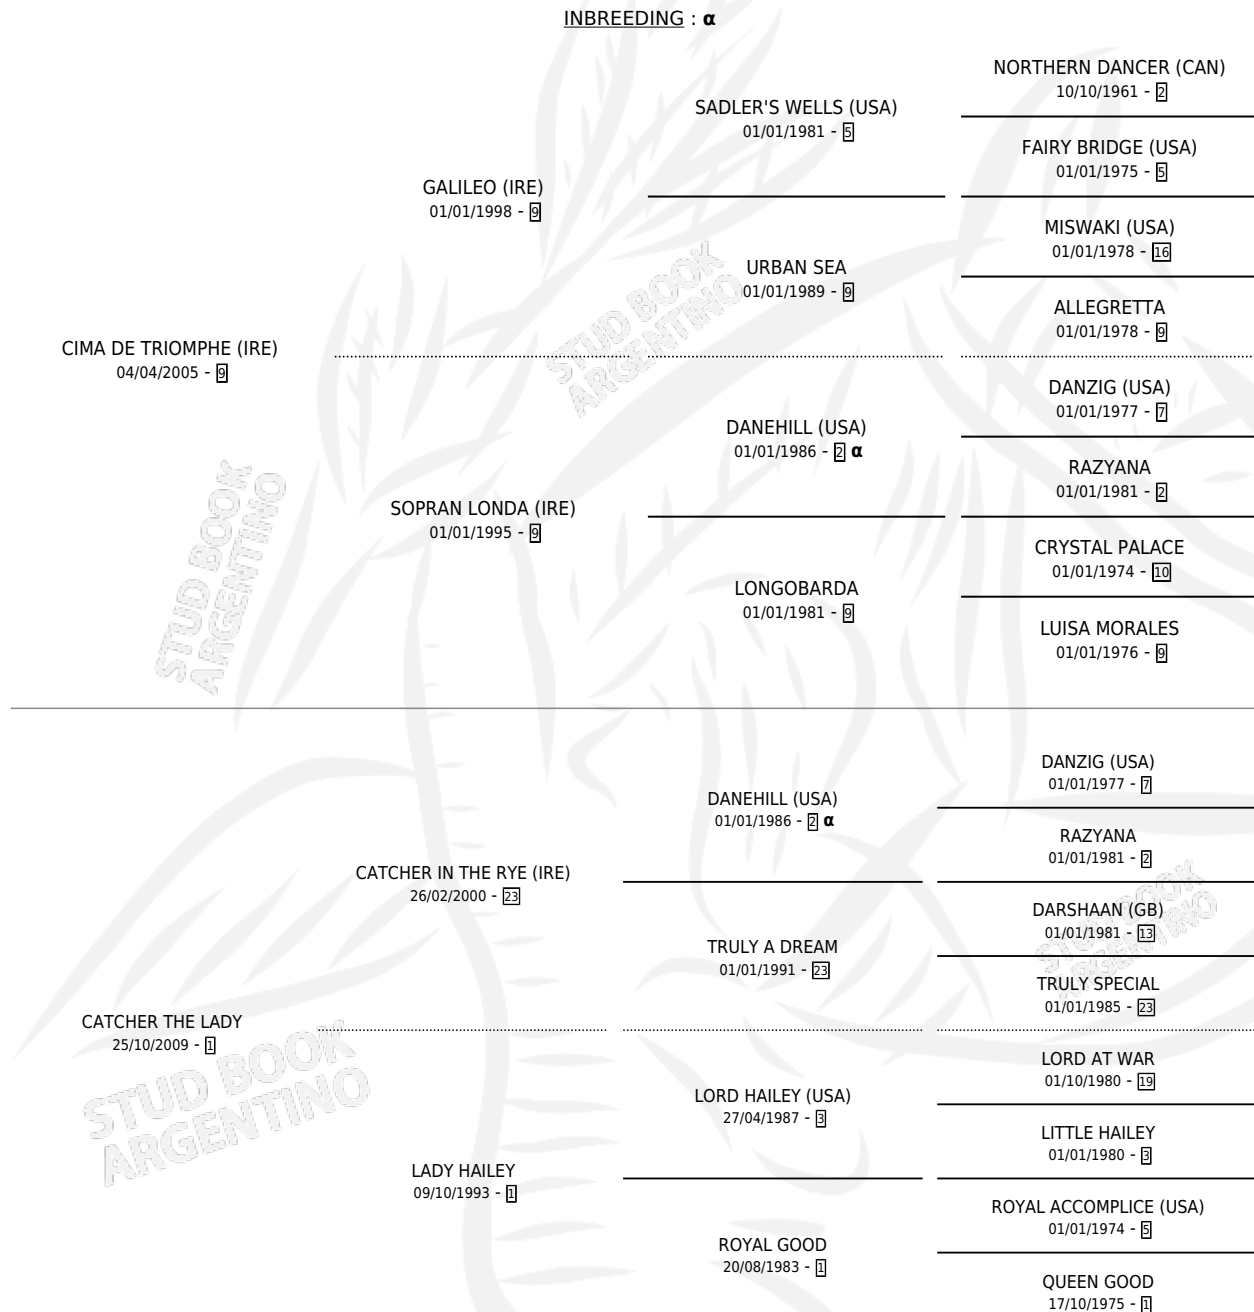 INBREEDING : α
NORTHERN DANCER (CAN)
10/10/1961 - 2
SADLER'S WELLS (USA)
01/01/1981 - 5
FAIRY BRIDGE (USA)
01/01/1975 - 5
GALILEO (IRE)
01/01/1998 - 9
MISWAKI (USA)
01/01/1978 - 16
URBAN SEA
01/01/1989 - 9
ALLEGRETTA
01/01/1978 - 9
CIMA DE TRIOMPHE (IRE)
04/04/2005 - 9
DANZIG (USA)
01/01/1977 - 7
DANEHILL (USA)
01/01/1986 - 2 α
RAZYANA
01/01/1981 - 2
SOPRAN LONDA (IRE)
01/01/1995 - 9
CRYSTAL PALACE
01/01/1974 - 10
LONGOBARDA
01/01/1981 - 9
LUISA MORALES
01/01/1976 - 9
DANZIG (USA)
01/01/1977 - 7
DANEHILL (USA)
01/01/1986 - 2 α
RAZYANA
01/01/1981 - 2
CATCHER IN THE RYE (IRE)
26/02/2000 - 23
DARSHAAN (GB)
01/01/1981 - 13
TRULY A DREAM
01/01/1991 - 23
TRULY SPECIAL
01/01/1985 - 23
CATCHER THE LADY
25/10/2009 - 1
LORD AT WAR
01/10/1980 - 19
LORD HAILEY (USA)
27/04/1987 - 3
LITTLE HAILEY
01/01/1980 - 3
LADY HAILEY
09/10/1993 - 1
ROYAL ACCOMPLICE (USA)
01/01/1974 - 5
ROYAL GOOD
20/08/1983 - 1
QUEEN GOOD
17/10/1975 - 1
STUD BOOK
ARGENTINO
STUD BOOK
ARGENTINO
STUD BOOK
ARGENTINO
STUD BOOK
ARGENTINO